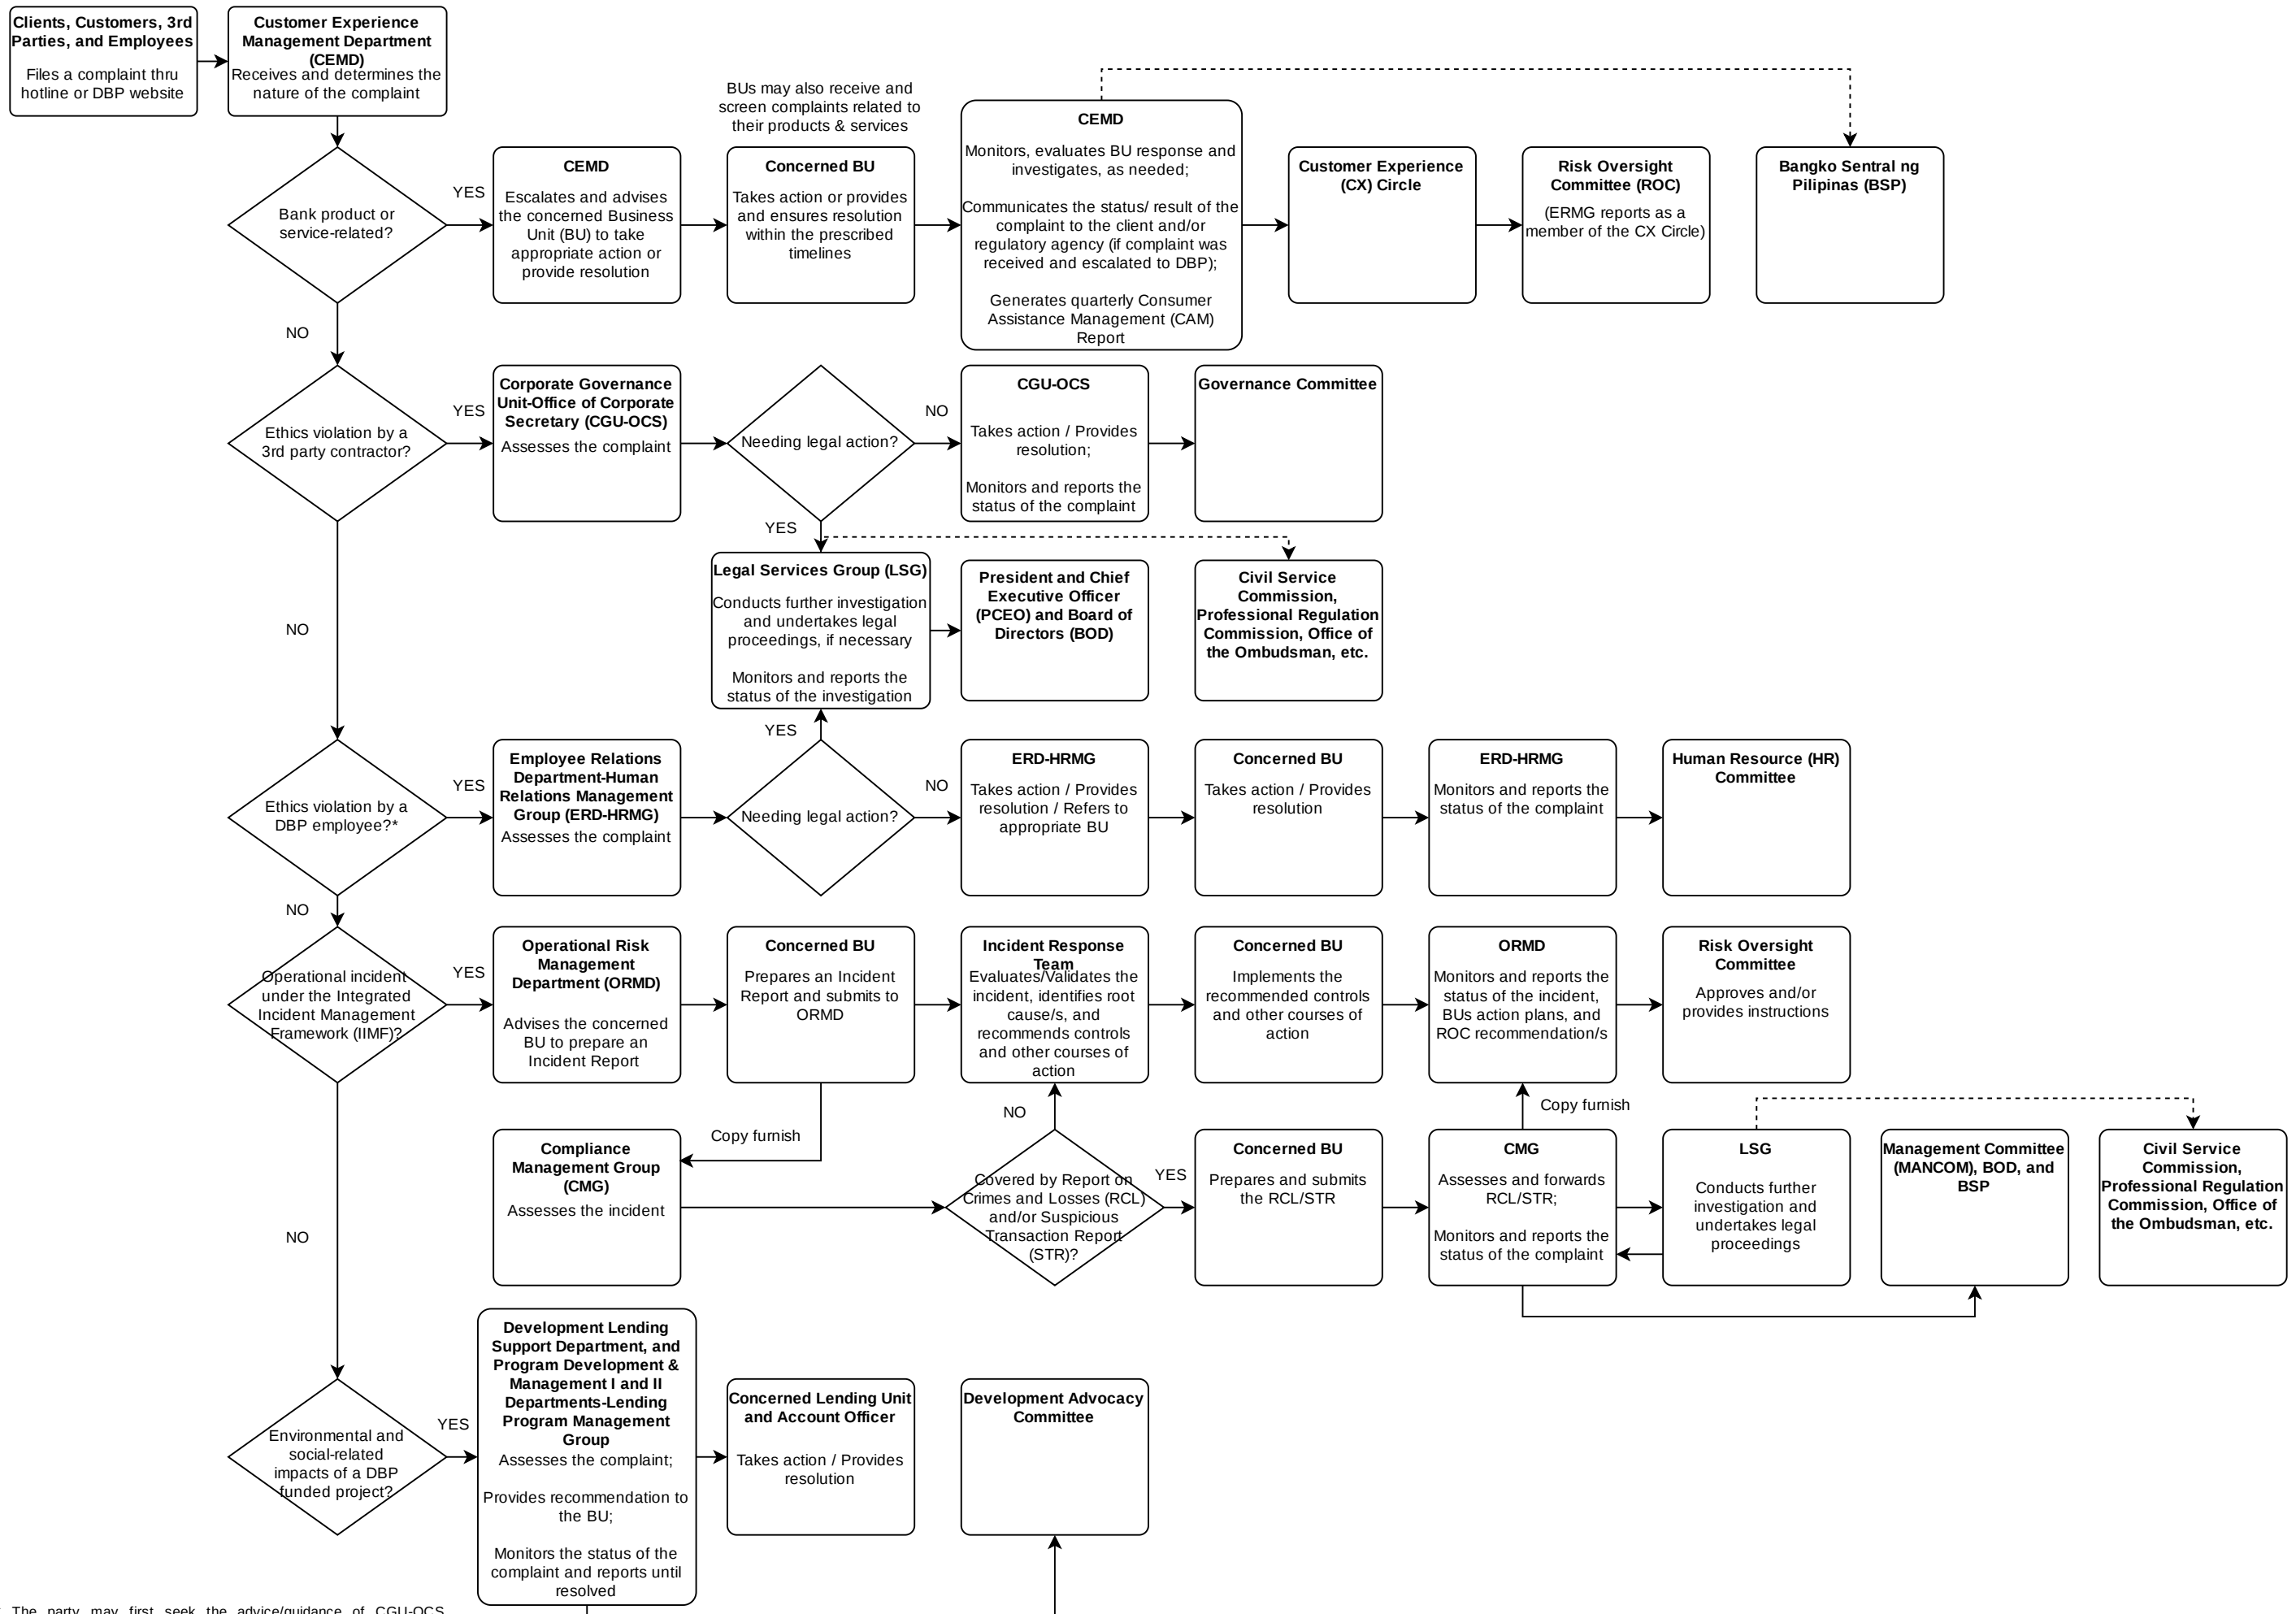 Clients, Customers, 3rd
Parties, and Employees
Files a complaint thru
hotline or DBP website
Customer Experience
Management Department
(CEMD)
Receives and determines the
nature of the complaint
Bank product or
service-related?
YES
CEMD
Escalates and advises
the concerned Business
Unit (BU) to take
appropriate action or
provide resolution
BUs may also receive and
screen complaints related to
their products & services
Concerned BU
Takes action or provides
and ensures resolution
within the prescribed
timelines
CEMD
Monitors, evaluates BU response and
investigates, as needed;
Communicates the status/ result of the
complaint to the client and/or
regulatory agency (if complaint was
received and escalated to DBP);
Generates quarterly Consumer
Assistance Management (CAM)
Report
Customer Experience
(CX) Circle
Risk Oversight
Committee (ROC)
(ERMG reports as a
member of the CX Circle)
Bangko Sentral ng
Pilipinas (BSP)
NO
Ethics violation by a
3rd party contractor?
YES
Corporate Governance
Unit-Office of Corporate
Secretary (CGU-OCS)
Assesses the complaint
Needing legal action?
NO
CGU-OCS
Takes action / Provides
resolution;
Monitors and reports the
status of the complaint
Governance Committee
YES
Legal Services Group (LSG)
Conducts further investigation
and undertakes legal
proceedings, if necessary
Monitors and reports the
status of the investigation
President and Chief
Executive Officer
(PCEO) and Board of
Directors (BOD)
Civil Service
Commission,
Professional Regulation
Commission, Office of
the Ombudsman, etc.
NO
YES
Ethics violation by a
DBP employee?*
YES
Employee Relations
Department-Human
Relations Management
Group (ERD-HRMG)
Assesses the complaint
Needing legal action?
NO
ERD-HRMG
Takes action / Provides
resolution / Refers to
appropriate BU
Concerned BU
Takes action / Provides
resolution
ERD-HRMG
Monitors and reports the
status of the complaint
Human Resource (HR)
Committee
NO
Operational incident
under the Integrated
Incident Management
Framework (IIMF)?
YES
Operational Risk
Management
Department (ORMD)
Advises the concerned
BU to prepare an
Incident Report
Concerned BU
Prepares an Incident
Report and submits to
ORMD
Incident Response
Team
Evaluates/Validates the
incident, identifies root
cause/s, and
recommends controls
and other courses of
action
Concerned BU
Implements the
recommended controls
and other courses of
action
ORMD
Monitors and reports the
status of the incident,
BUs action plans, and
ROC recommendation/s
Risk Oversight
Committee
Approves and/or
provides instructions
Copy furnish
NO
Copy furnish
NO
Compliance
Management Group
(CMG)
Assesses the incident
Covered by Report on
Crimes and Losses (RCL)
and/or Suspicious
Transaction Report
(STR)?
YES
Concerned BU
Prepares and submits
the RCL/STR
CMG
Assesses and forwards
RCL/STR;
Monitors and reports the
status of the complaint
LSG
Conducts further
investigation and
undertakes legal
proceedings
Management Committee
(MANCOM), BOD, and
BSP
Civil Service
Commission,
Professional Regulation
Commission, Office of
the Ombudsman, etc.
Environmental and
social-related
impacts of a DBP
funded project?
YES
Development Lending
Support Department, and
Program Development &
Management I and II
Departments-Lending
Program Management
Group
Assesses the complaint;
Provides recommendation to
the BU;
Monitors the status of the
complaint and reports until
resolved
Concerned Lending Unit
and Account Officer
Takes action / Provides
resolution
Development Advocacy
Committee
The party may first seek the advice/guidance of CGU-OCS